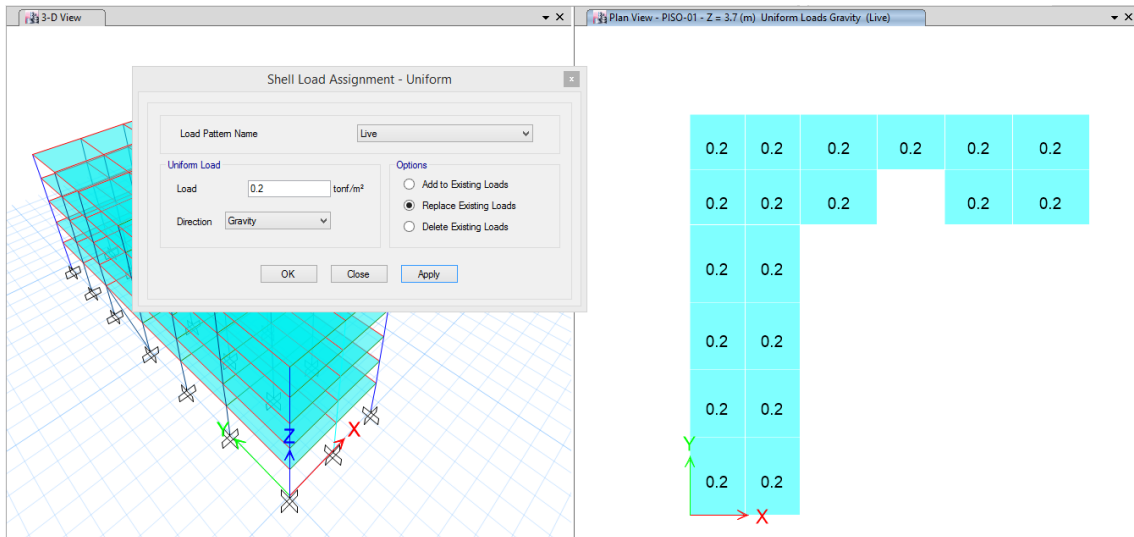 3-D View
Plan View - PISO-01 - Z = 3.7 (m) Uniform Loads Gravity (Live)
Shell Load Assignment - Uniform
x
Load Pattern Name
Live
Uniform Load
Load
0.2
tonf/m²
Direction
Gravity
Options
Add to Existing Loads
Replace Existing Loads
Delete Existing Loads
OK
Close
Apply
Y
Z
X
0.2 0.2 0.2 0.2 0.2 0.2
0.2 0.2 0.2 0.2 0.2
0.2 0.2
0.2 0.2
0.2 0.2
Y
0.2 0.2
X